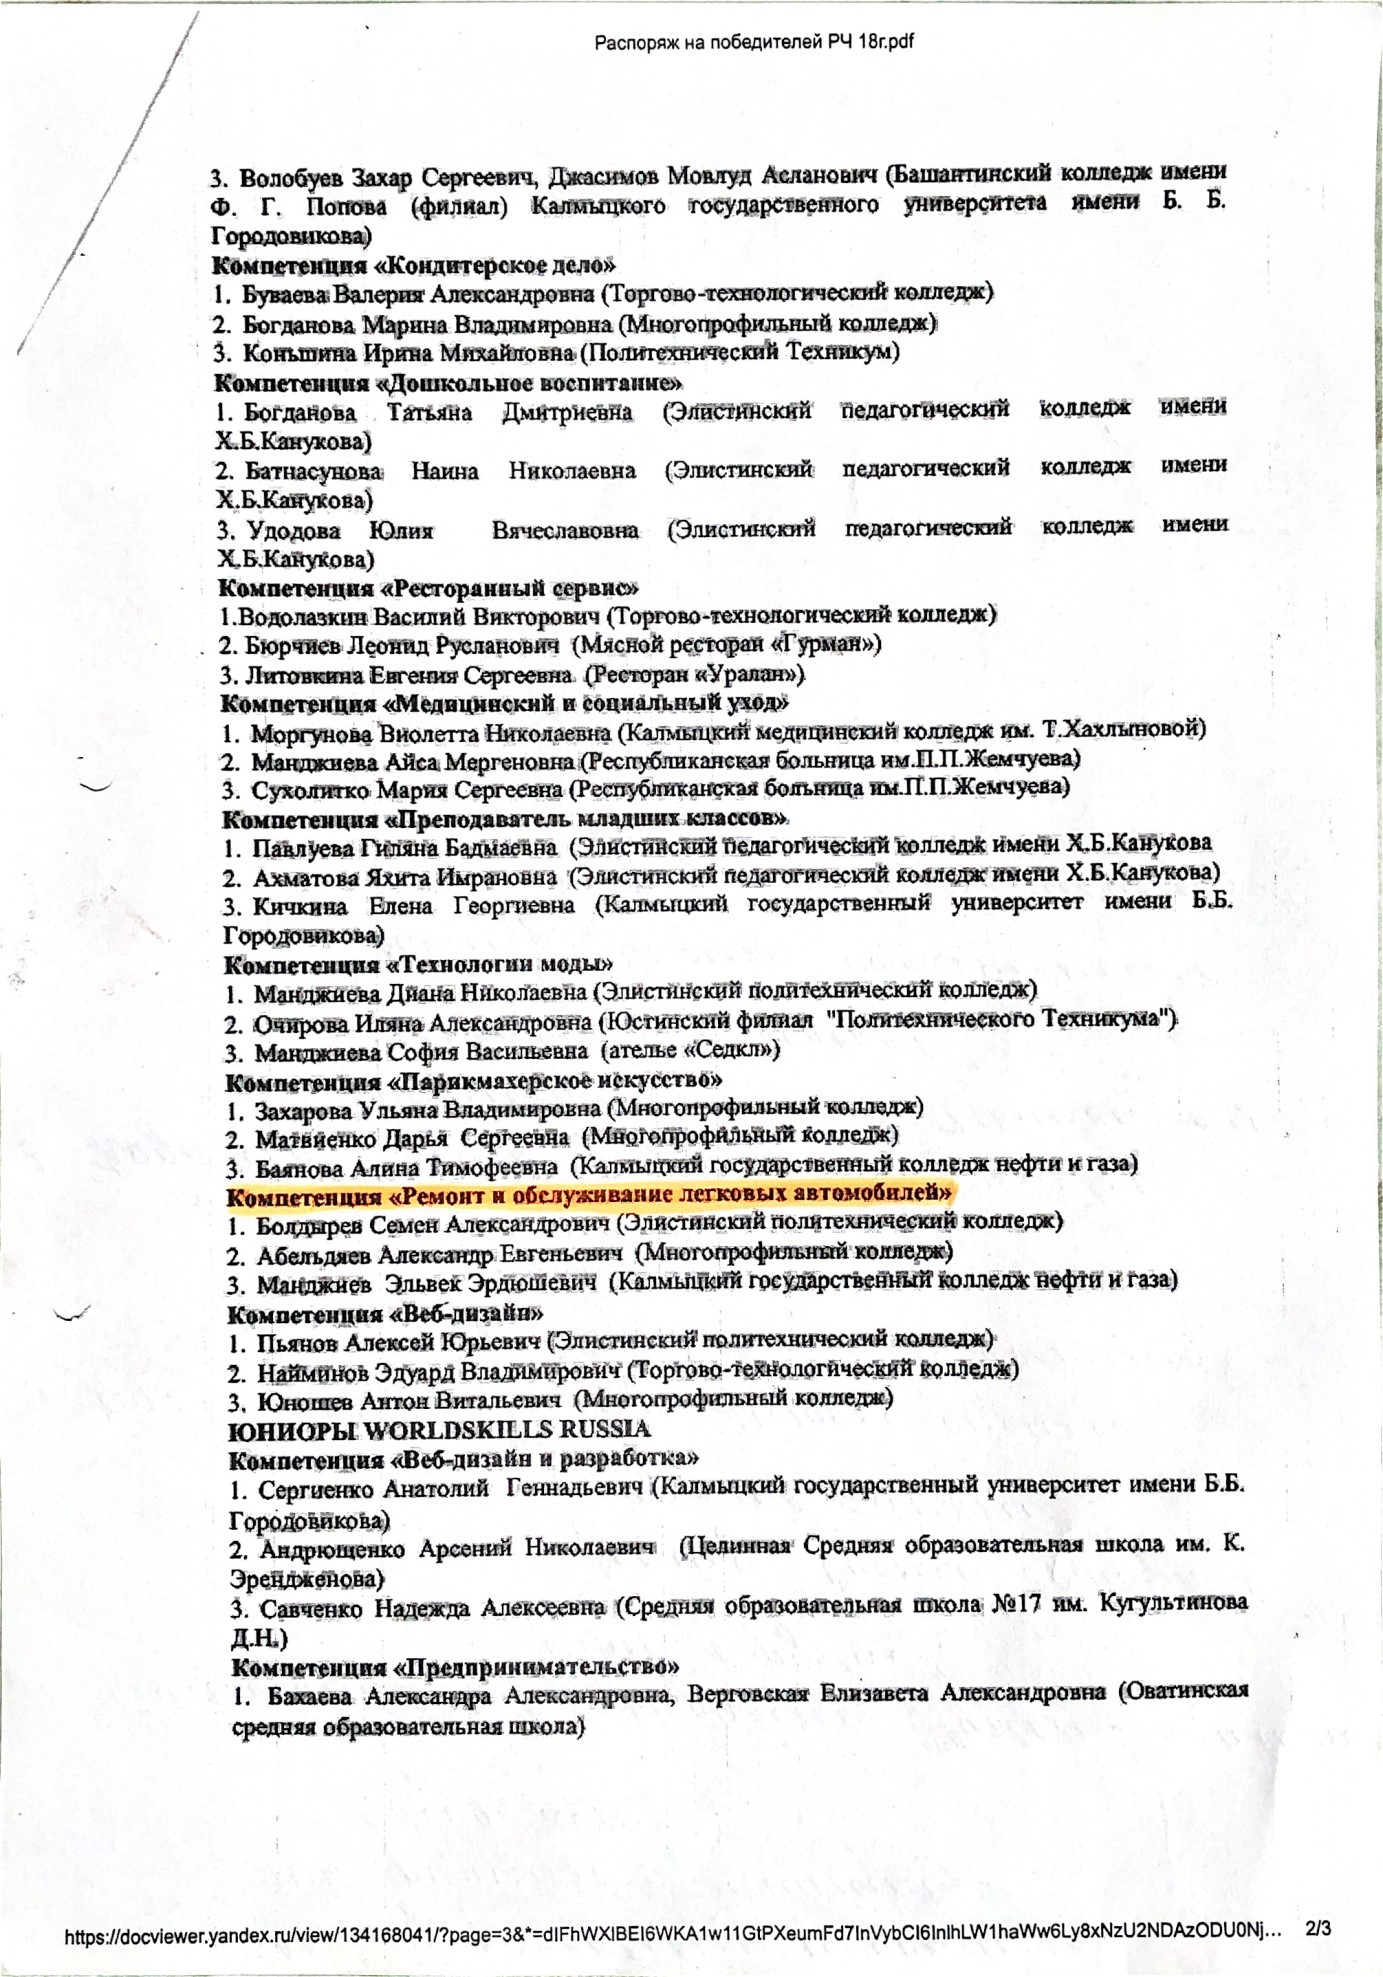 Распоряж на победителей РЧ 18г.pdf
3. Волобуев Захар Сергеевич, Джасимов Мовлуд Асланович (Башантинский колледж имени
Ф. Г. Попова (филиал) Калмыцкого государственного университета имени Б. Б.
Городовикова)
Компетенция «Кондитерское дело»
1. Буваева Валерия Александровна (Торгово-технологический колледж)
2. Богданова Марина Владимировна (Многопрофильный колледж)
3. Коньшина Ирина Михайловна (Политехнический Техникум)
Компетенция «Дошкольное воспитание»
1. Богданова Татьяна Дмитриевна (Элистинский педагогический колледж имени
Х.Б.Канукова)
2. Батнасунова Наина Николаевна (Элистинский педагогический колледж имени
Х.Б.Канукова)
3. Удодова Юлия Вячеславовна (Элистинский педагогический колледж имени
Х.Б.Канукова)
Компетенция «Ресторанный сервис»
1.Водолазкин Василий Викторович (Торгово-технологический колледж)
2. Бюрчиев Леонид Русланович (Мясной ресторан «Гурман»)
3. Литовкина Евгения Сергеевна (Ресторан «Уралан»)
Компетенция «Медицинский и социальный уход»
1. Моргунова Виолетта Николаевна (Калмыцкий медицинский колледж им. Т.Хахлыновой)
2. Манджиева Айса Мергеновна (Республиканская больница им.П.П.Жемчуева)
3. Сухолитко Мария Сергеевна (Республиканская больница им.П.П.Жемчуева)
Компетенция «Преподаватель младших классов»
1. Павлуева Гиляна Бадмаевна (Элистинский педагогический колледж имени Х.Б.Канукова
2. Ахматова Яхита Имрановна (Элистинский педагогический колледж имени Х.Б.Канукова)
3. Кичкина Елена Георгиевна (Калмыцкий государственный университет имени Б.Б.
Городовикова)
Компетенция «Технологии моды»
1. Манджиева Диана Николаевна (Элистинский политехнический колледж)
2. Очирова Иляна Александровна (Юстинский филиал "Политехнического Техникума")
3. Манджиева София Васильевна (ателье «Седкл»)
Компетенция «Парикмахерское искусство»
1. Захарова Ульяна Владимировна (Многопрофильный колледж)
2. Матвиенко Дарья Сергеевна (Многопрофильный колледж)
3. Баянова Алина Тимофеевна (Калмыцкий государственный колледж нефти и газа)
Компетенция «Ремонт и обслуживание легковых автомобилей»
1. Болдырев Семен Александрович (Элистинский политехнический колледж)
2. Абельдяев Александр Евгеньевич (Многопрофильный колледж)
3. Манджиев Эльвек Эрдюшевич (Калмыцкий государственный колледж нефти и газа)
Компетенция «Веб-дизайн»
1. Пьянов Алексей Юрьевич (Элистинский политехнический колледж)
2. Найминов Эдуард Владимирович (Торгово-технологический колледж)
3. Юношев Антон Витальевич (Многопрофильный колледж)
ЮНИОРЫ WORLDSKILLS RUSSIA
Компетенция «Веб-дизайн и разработка»
1. Сергиенко Анатолий Геннадьевич (Калмыцкий государственный университет имени Б.Б.
Городовикова)
2. Андрющенко Арсений Николаевич (Целинная Средняя образовательная школа им. К.
Эрендженова)
3. Савченко Надежда Алексеевна (Средняя образовательная школа №17 им. Кугультинова
Д.Н.)
Компетенция «Предпринимательство»
1. Бахаева Александра Александровна, Верговская Елизавета Александровна (Оватинская
средняя образовательная школа)
https://docviewer.yandex.ru/view/134168041/?page=3&*=dIFhWXlBEI6WKA1w11GtPXeumFd7InVybCI6InlhLW1haWw6Ly8xNzU2NDAzODU0Nj... 2/3